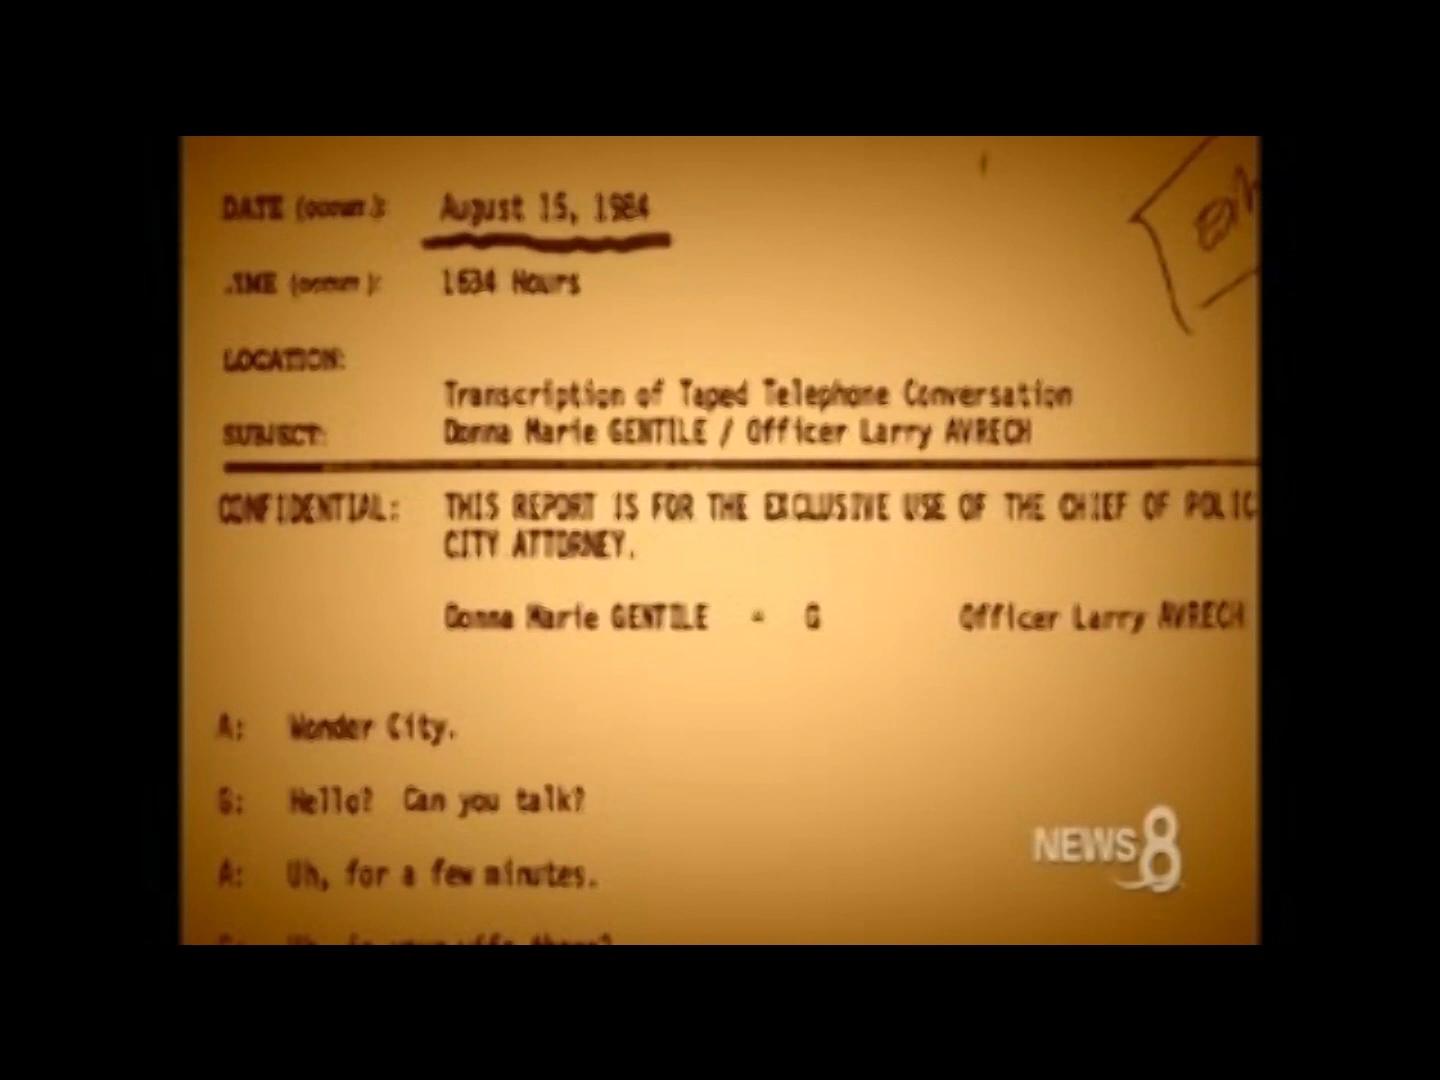 DATE (occurr.): August 15, 1984
.IME (occurr.): 1634 Hours
LOCATION:
Transcription of Taped Telephone Conversation
SUBJECT: Donna Marie GENTILE / Officer Larry AVRECH
CONFIDENTIAL: THIS REPORT IS FOR THE EXCLUSIVE USE OF THE CHIEF OF POLIC
CITY ATTORNEY.
Donna Marie GENTILE - G Officer Larry AVRECH
A: Wonder City.
G: Hello? Can you talk?
A: Uh, for a few minutes.
NEWS 8